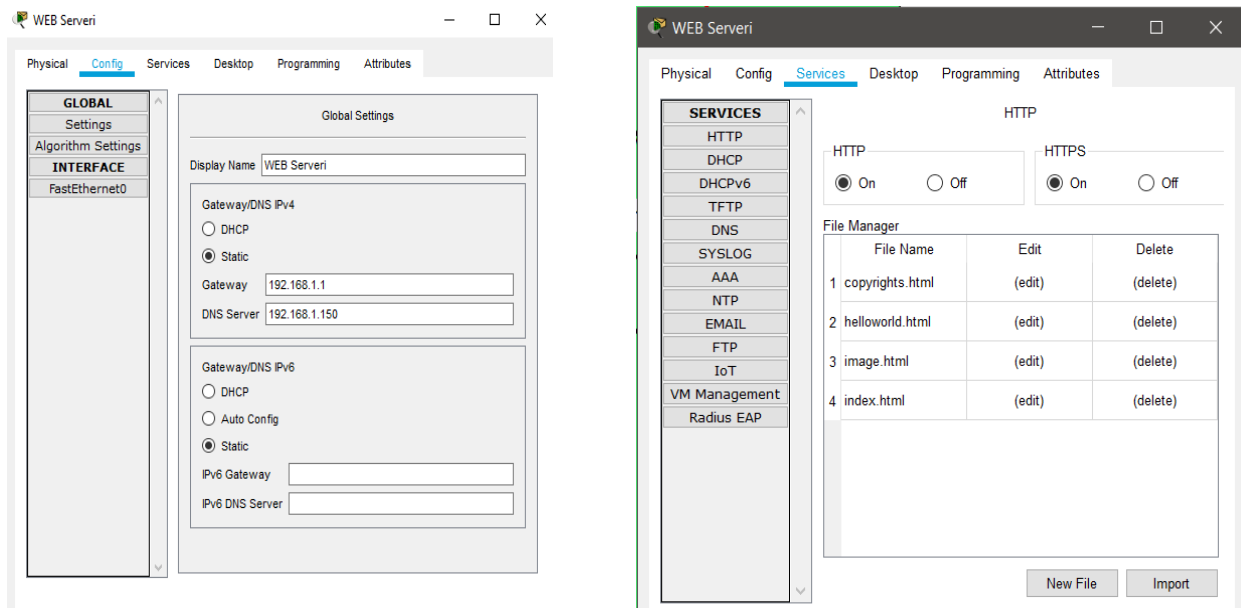 WEB Serveri
Physical Config Services Desktop Programming Attributes
GLOBAL
Settings
Algorithm Settings
INTERFACE
FastEthernet0
Global Settings
Display Name WEB Serveri
Gateway/DNS IPv4
DHCP
Static
Gateway 192.168.1.1
DNS Server 192.168.1.150
Gateway/DNS IPv6
DHCP
Auto Config
Static
IPv6 Gateway
IPv6 DNS Server
WEB Serveri
Physical Config Services Desktop Programming Attributes
SERVICES
HTTP
DHCP
DHCPv6
TFTP
DNS
SYSLOG
AAA
NTP
EMAIL
FTP
IoT
VM Management
Radius EAP
HTTP
HTTP HTTPS
On Off On Off
File Manager
File Name Edit Delete
1 copyrights.html (edit) (delete)
2 helloworld.html (edit) (delete)
3 image.html (edit) (delete)
4 index.html (edit) (delete)
New File Import